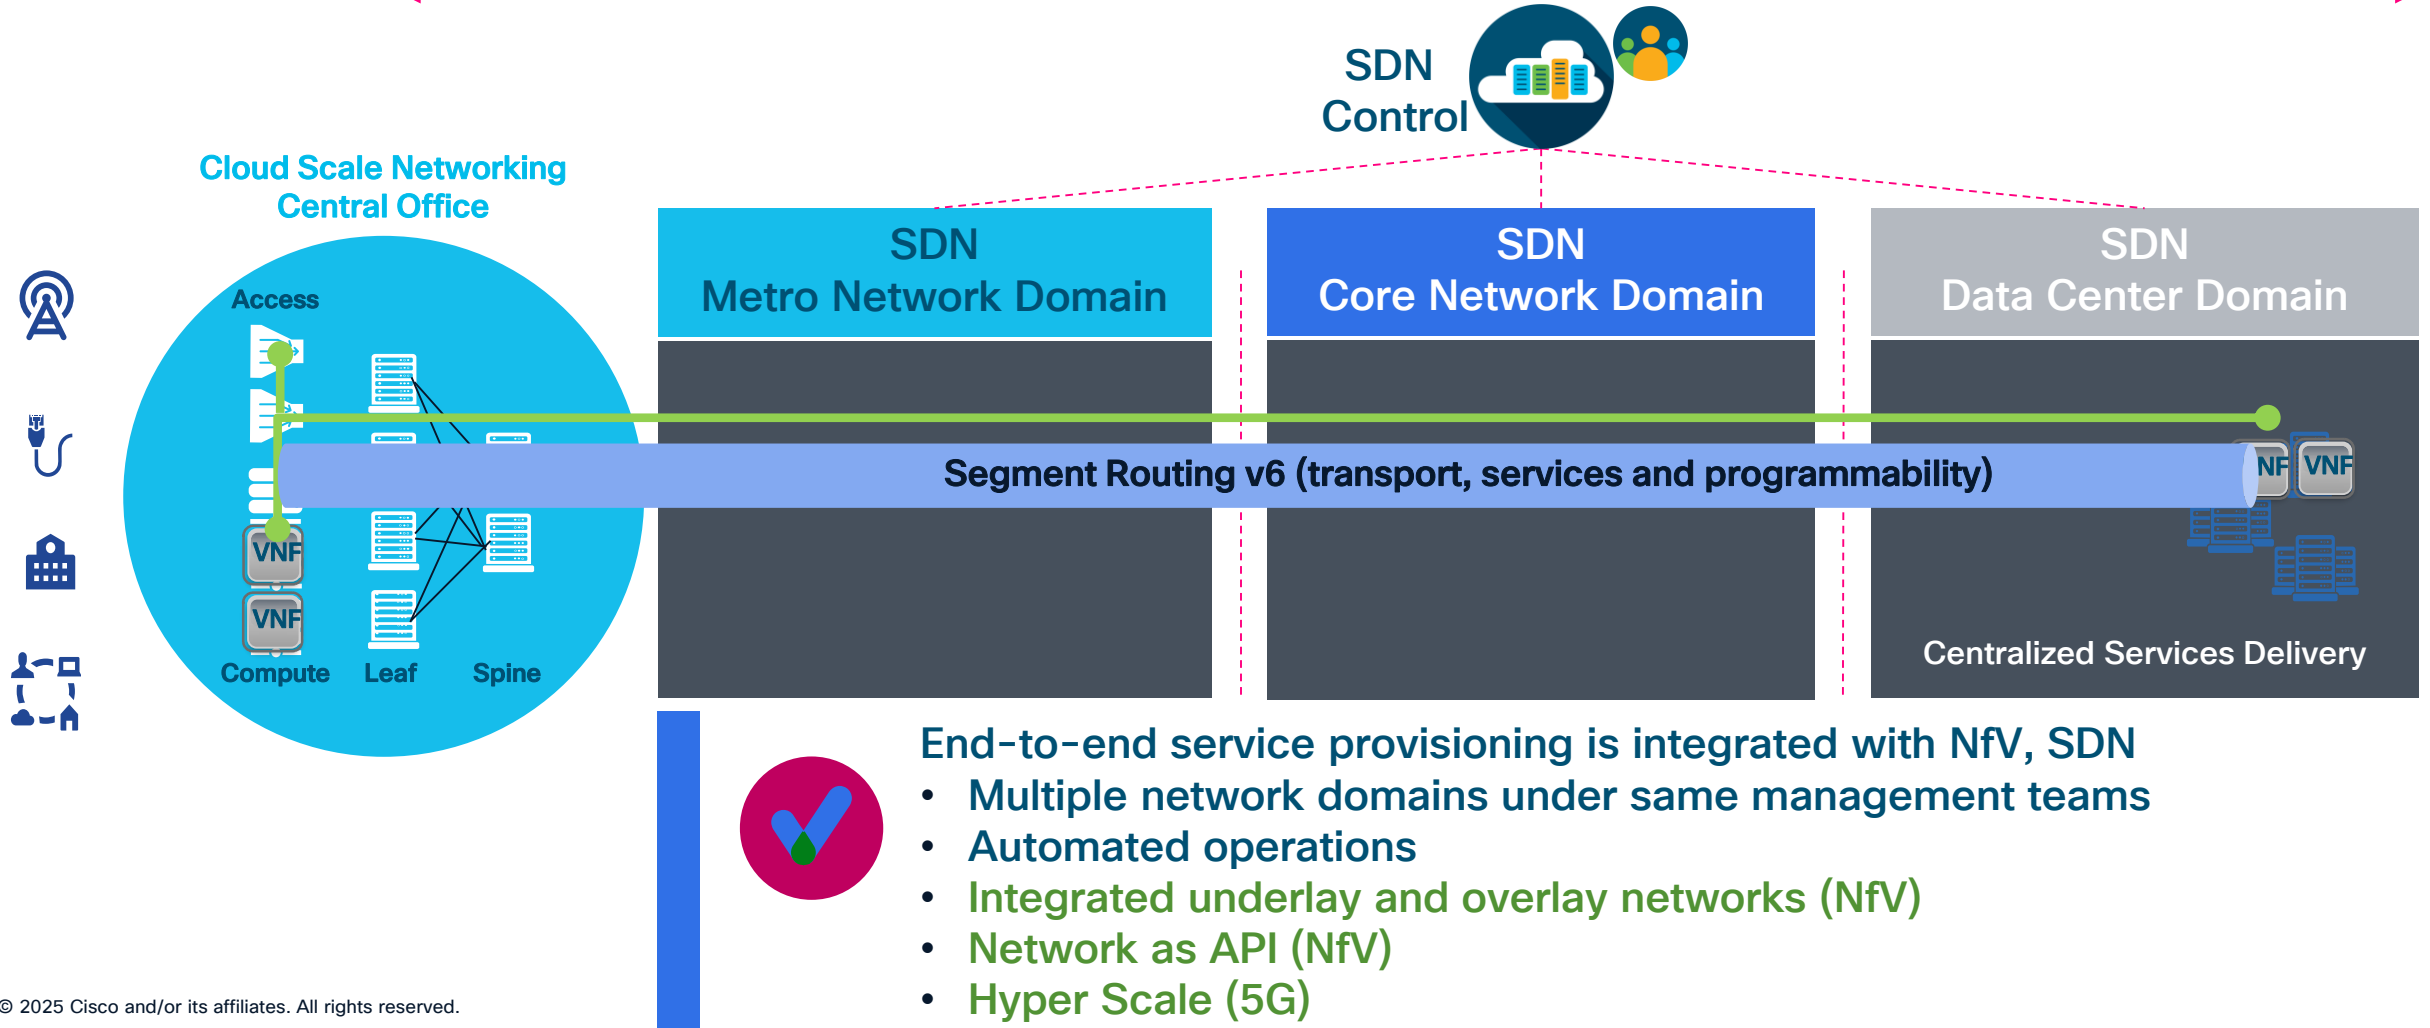 SDN
Control
Cloud Scale Networking
Central Office
SDN
Metro Network Domain
SDN
Core Network Domain
SDN
Data Center Domain
Access
Segment Routing v6 (transport, services and programmability)
NF
VNF
VNF
VNF
Compute
Leaf
Spine
Centralized Services Delivery
End-to-end service provisioning is integrated with NfV, SDN
• Multiple network domains under same management teams
• Automated operations
• Integrated underlay and overlay networks (NfV)
• Network as API (NfV)
• Hyper Scale (5G)
© 2025 Cisco and/or its affiliates. All rights reserved.